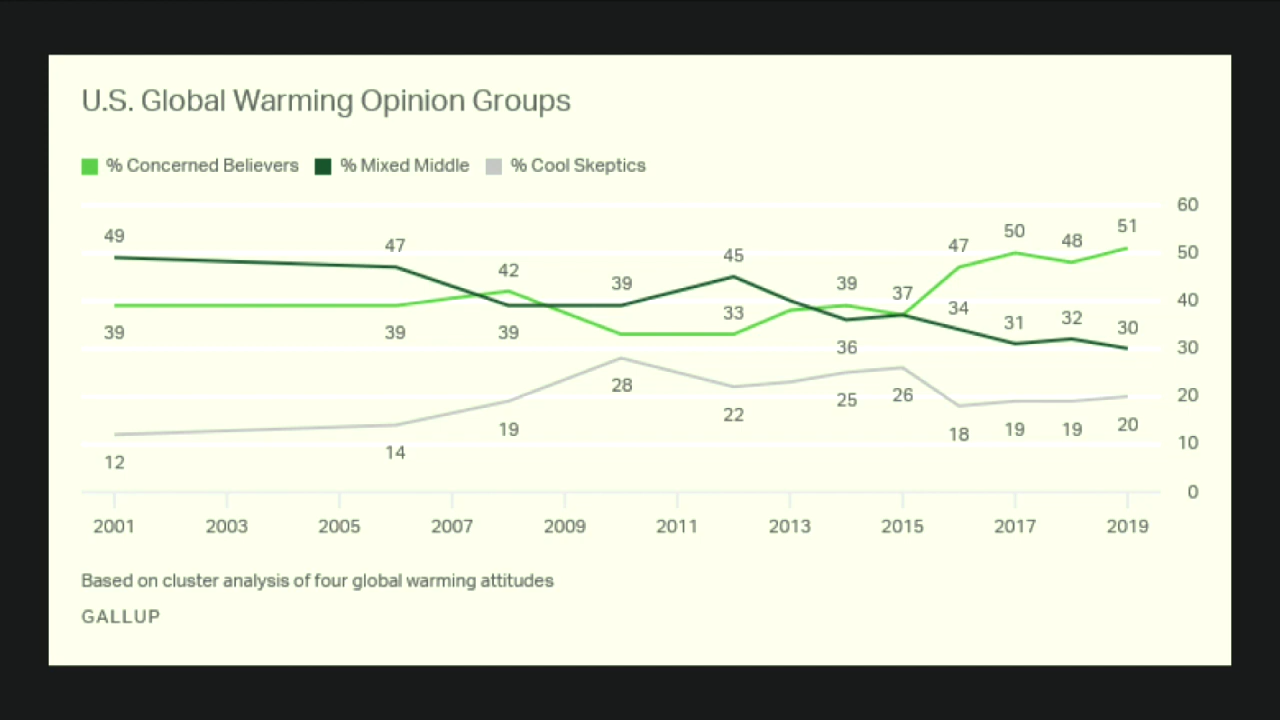 U.S. Global Warming Opinion Groups
% Concerned Believers % Mixed Middle % Cool Skeptics
60
50
40
30
20
10
0
49 47 42 39 45 39 37 47 50 48 51
39 39 39 33 36 34 31 32 30
12 14 19 28 22 25 26 18 19 19 20
2001 2003 2005 2007 2009 2011 2013 2015 2017 2019
Based on cluster analysis of four global warming attitudes
GALLUP